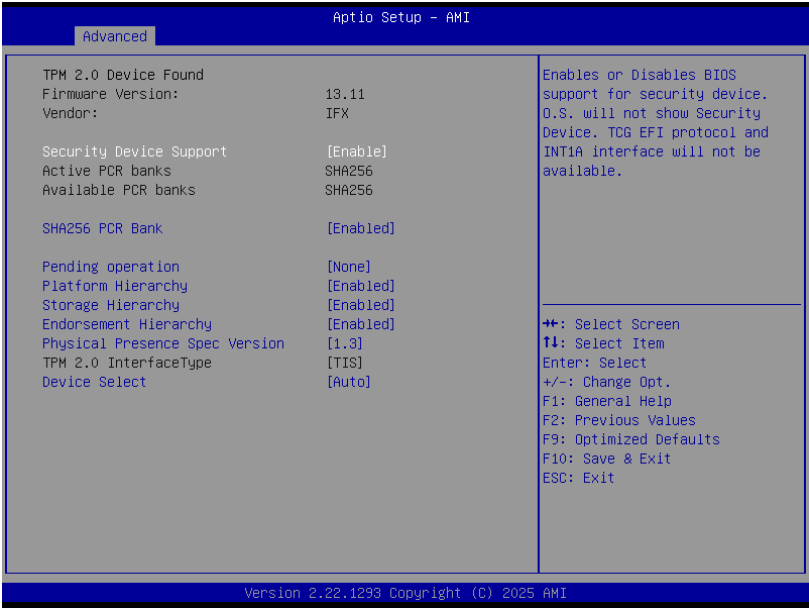 Aptio Setup – AMI
Advanced
TPM 2.0 Device Found
Firmware Version: 13.11
Vendor: IFX
Security Device Support [Enable]
Active PCR banks SHA256
Available PCR banks SHA256
SHA256 PCR Bank [Enabled]
Pending operation [None]
Platform Hierarchy [Enabled]
Storage Hierarchy [Enabled]
Endorsement Hierarchy [Enabled]
Physical Presence Spec Version [1.3]
TPM 2.0 InterfaceType [TIS]
Device Select [Auto]
Enables or Disables BIOS
support for security device.
O.S. will not show Security
Device. TCG EFI protocol and
INT1A interface will not be
available.
→←: Select Screen
↑↓: Select Item
Enter: Select
+/-: Change Opt.
F1: General Help
F2: Previous Values
F9: Optimized Defaults
F10: Save & Exit
ESC: Exit
Version 2.22.1293 Copyright (C) 2025 AMI